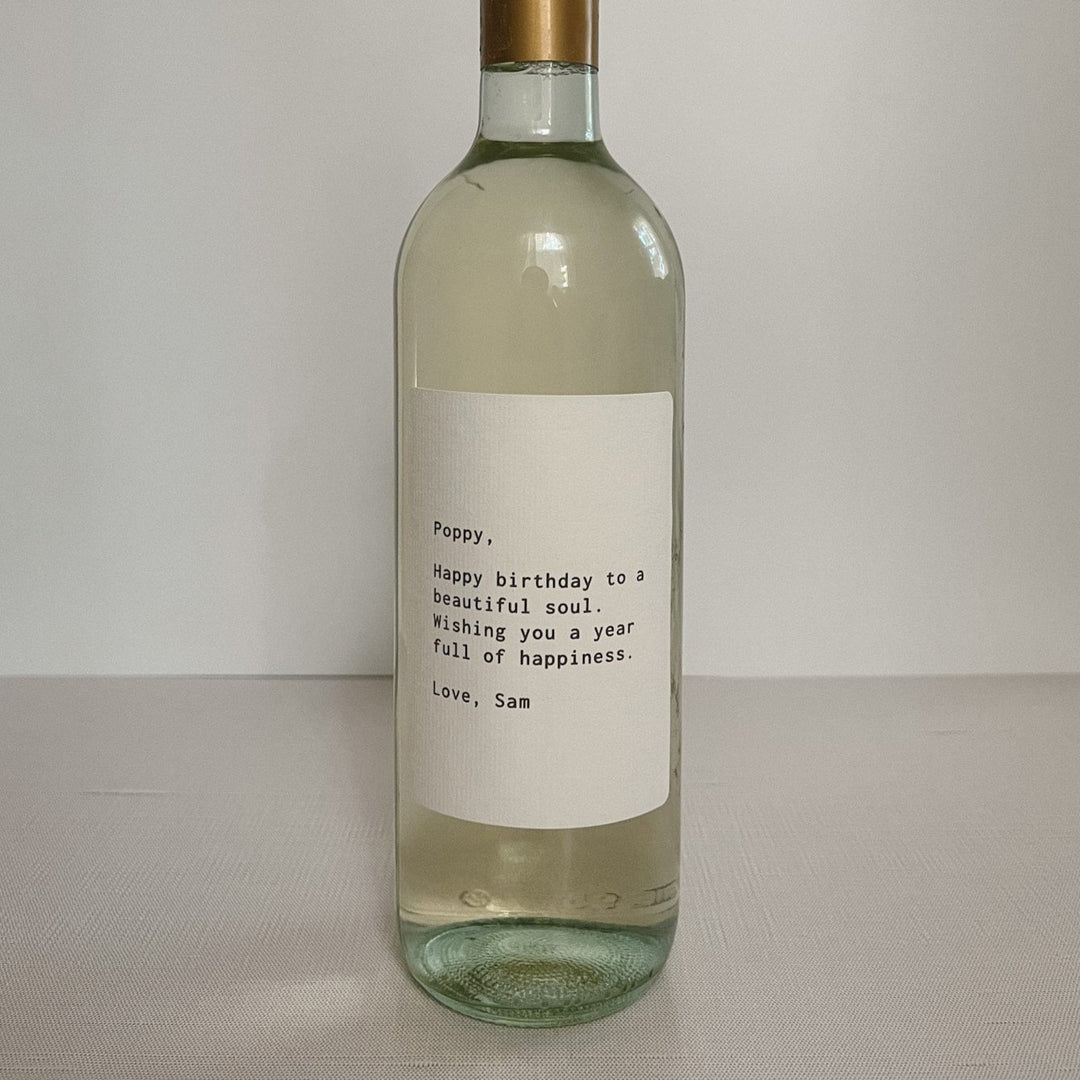 Poppy,
Happy birthday to a
beautiful soul.
Wishing you a year
full of happiness.
Love, Sam